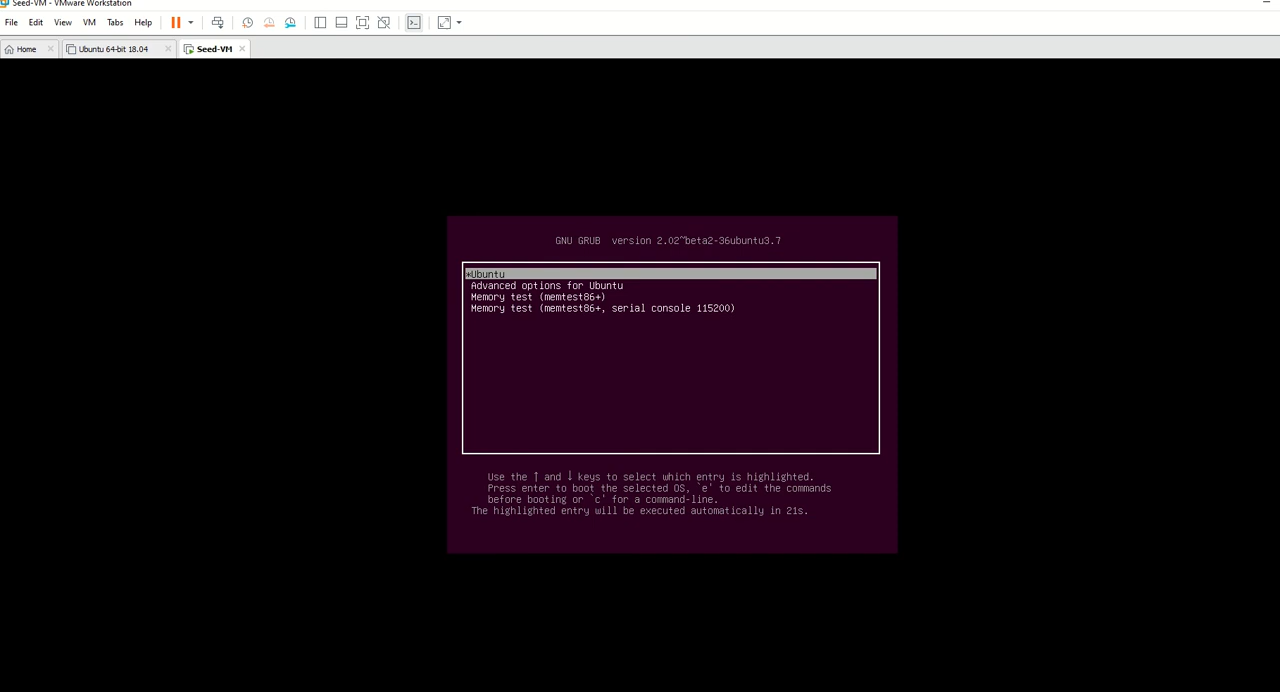 Seed-VM - VMware Workstation
File Edit View VM Tabs Help
Home Ubuntu 64-bit 18.04 Seed-VM
GNU GRUB version 2.02~beta2-36ubuntu3.7
*Ubuntu
Advanced options for Ubuntu
Memory test (memtest86+)
Memory test (memtest86+, serial console 115200)
Use the ↑ and ↓ keys to select which entry is highlighted.
Press enter to boot the selected OS, `e' to edit the commands
before booting or `c' for a command-line.
The highlighted entry will be executed automatically in 21s.